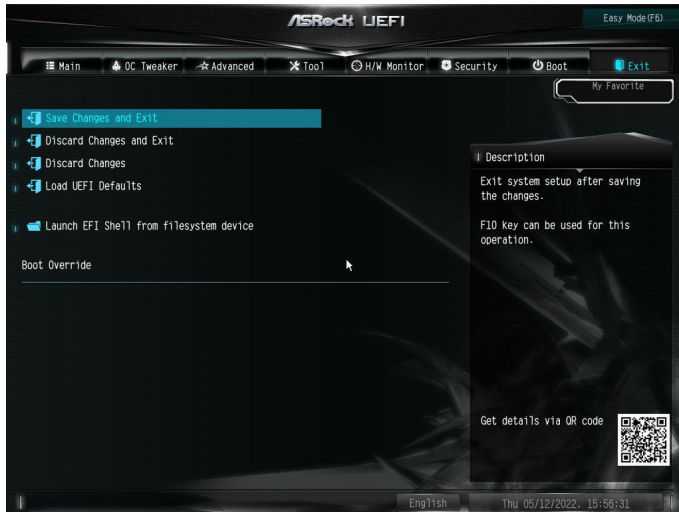 ASRock UEFI
Easy Mode(F6)
Main
OC Tweaker
Advanced
Tool
H/W Monitor
Security
Boot
Exit
My Favorite
Save Changes and Exit
Discard Changes and Exit
Discard Changes
Load UEFI Defaults
Launch EFI Shell from filesystem device
Boot Override
Description
Exit system setup after saving
the changes.
F10 key can be used for this
operation.
Get details via QR code
English
Thu 05/12/2022. 15:56:31